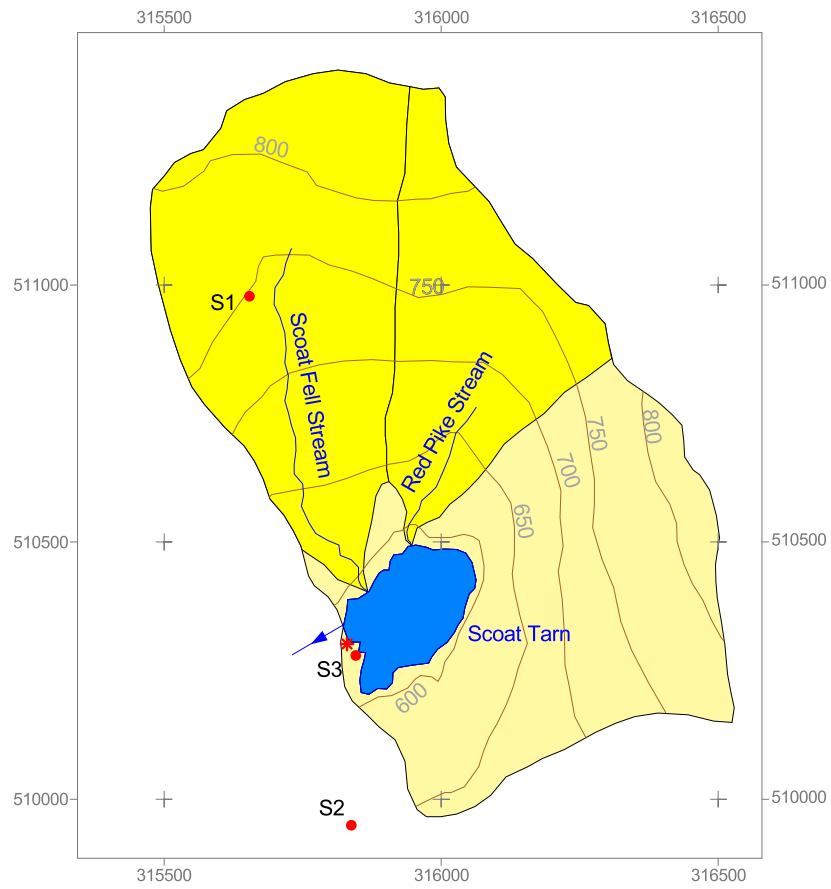 315500 316000 316500
800
511000 750 511000
S1
Scoat Fell Stream
Red Pike Stream
750
800
700
650
510500 510500
Scoat Tarn
S3
600
510000 510000
S2
315500 316000 316500